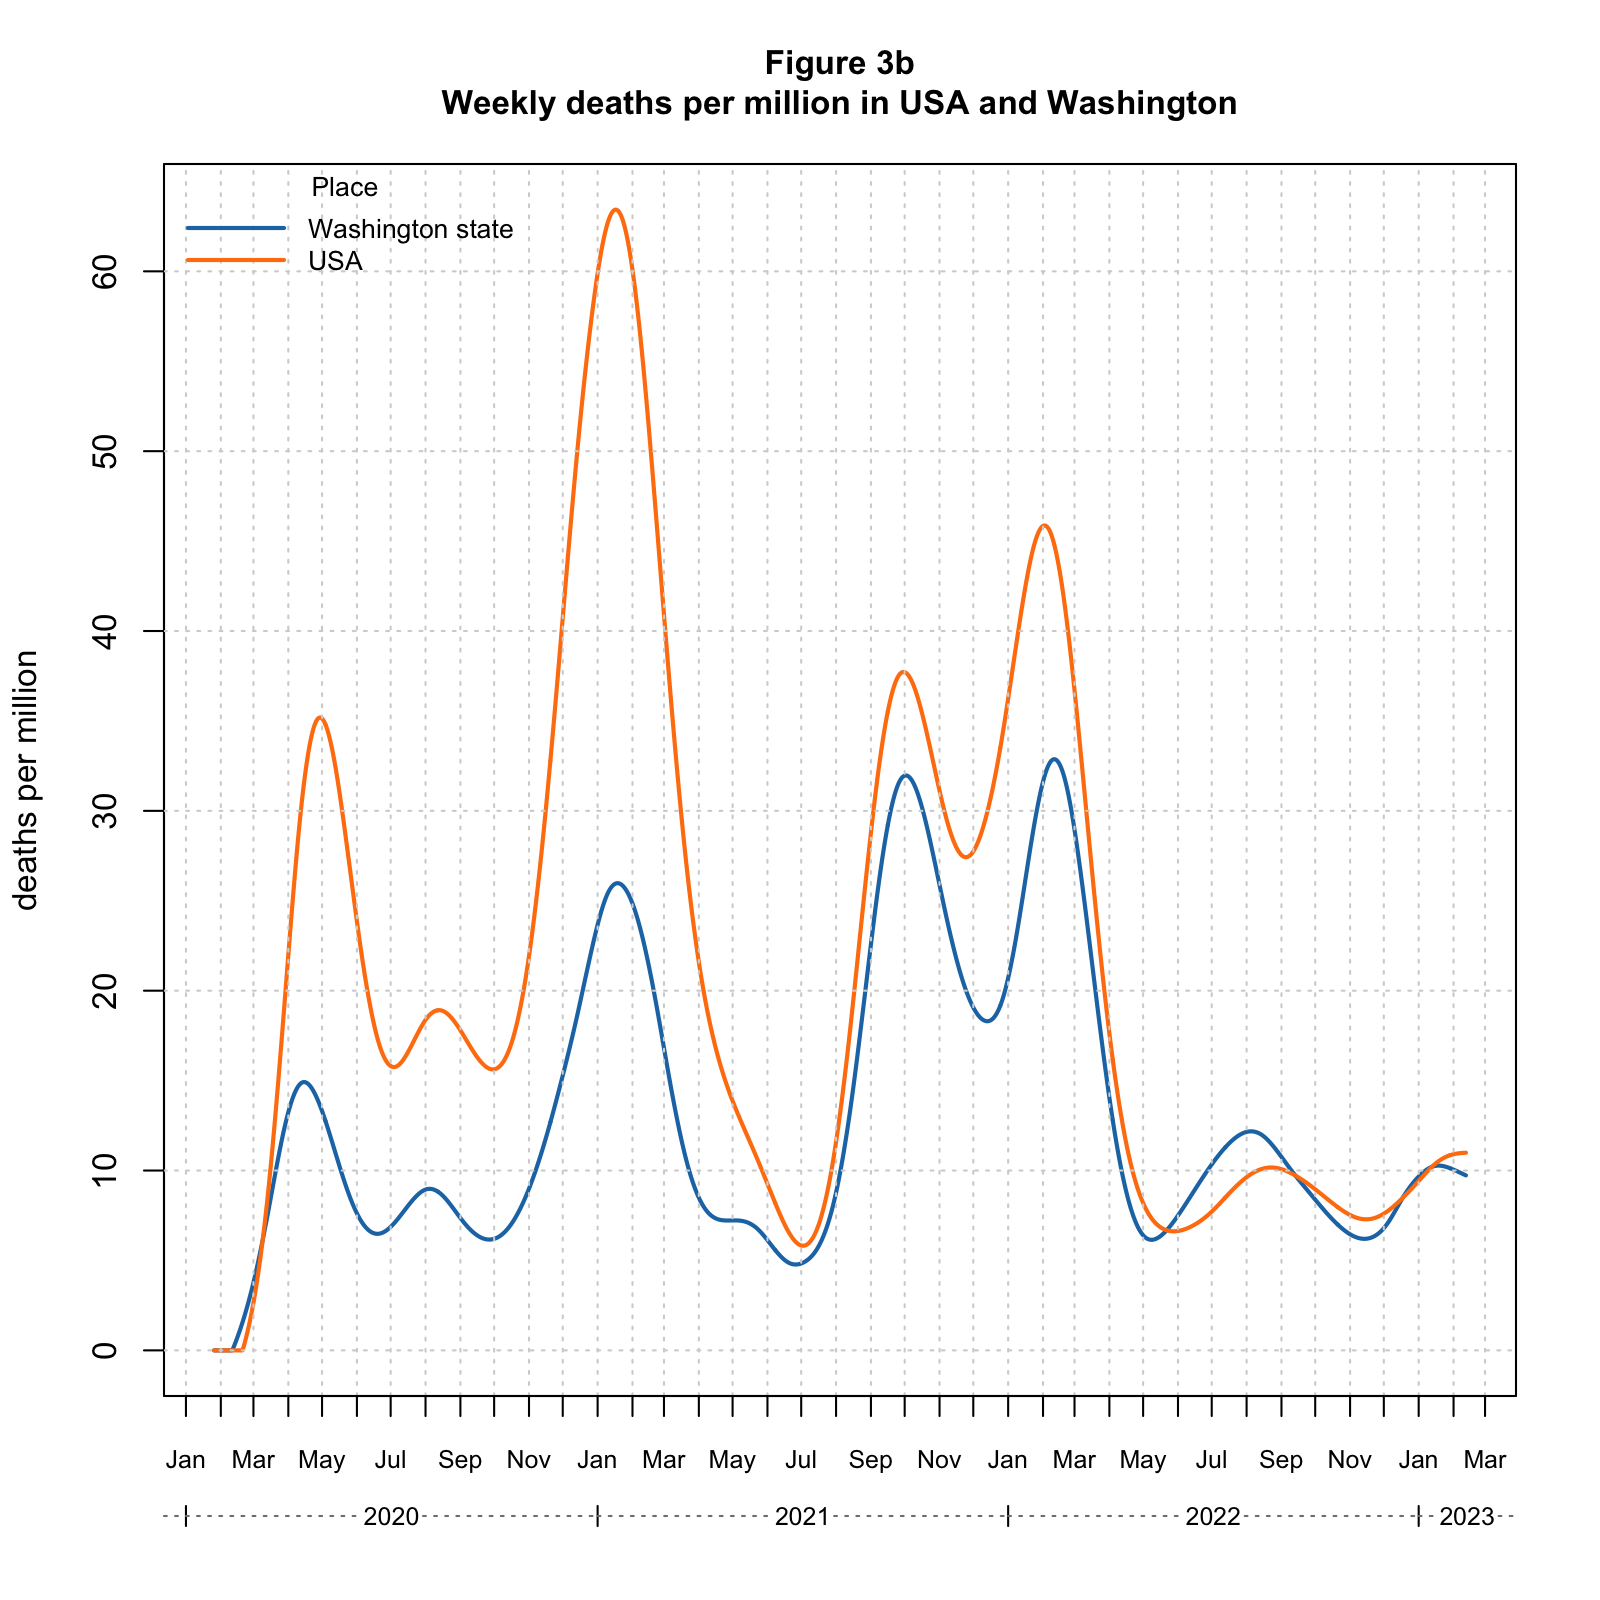 Figure 3b
Weekly deaths per million in USA and Washington
Place
Washington state
USA
deaths per million
60
50
40
30
20
10
0
Jan Mar May Jul Sep Nov Jan Mar May Jul Sep Nov Jan Mar May Jul Sep Nov Jan Mar
2020 2021 2022 2023